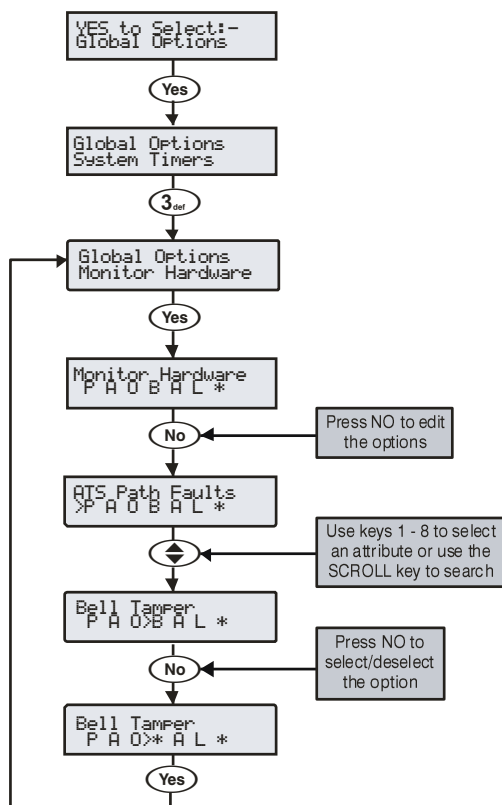 YES to Select:-
Global Options
Yes
Global Options
System Timers
3def
Global Options
Monitor Hardware
Yes
Monitor Hardware
P A O B A L *
No
Press NO to edit
the options
ATS Path Faults
>P A O B A L *
Use keys 1 - 8 to select
an attribute or use the
SCROLL key to search
Bell Tamper
P A O>B A L *
No
Press NO to
select/deselect
the option
Bell Tamper
P A O>* A L *
Yes